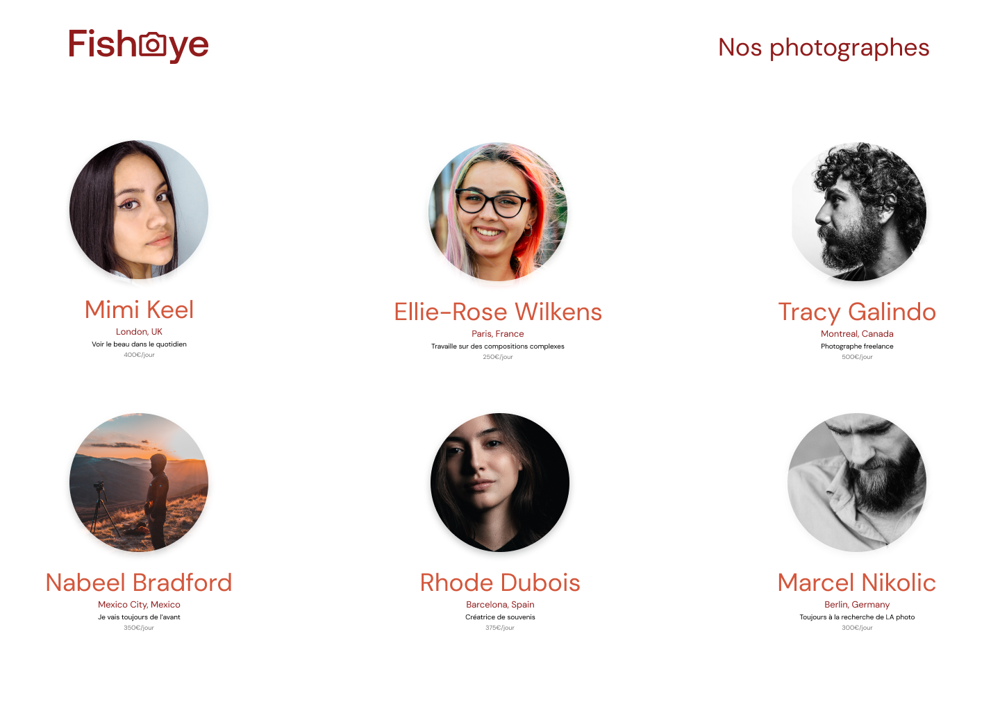 Fisheye
Nos photographes
Mimi Keel
London, UK
Voir le beau dans le quotidien
400€/jour
Ellie-Rose Wilkens
Paris, France
Travaille sur des compositions complexes
250€/jour
Tracy Galindo
Montreal, Canada
Photographe freelance
500€/jour
Nabeel Bradford
Mexico City, Mexico
Je vais toujours de l'avant
350€/jour
Rhode Dubois
Barcelona, Spain
Créatrice de souvenis
375€/jour
Marcel Nikolic
Berlin, Germany
Toujours à la recherche de LA photo
300€/jour